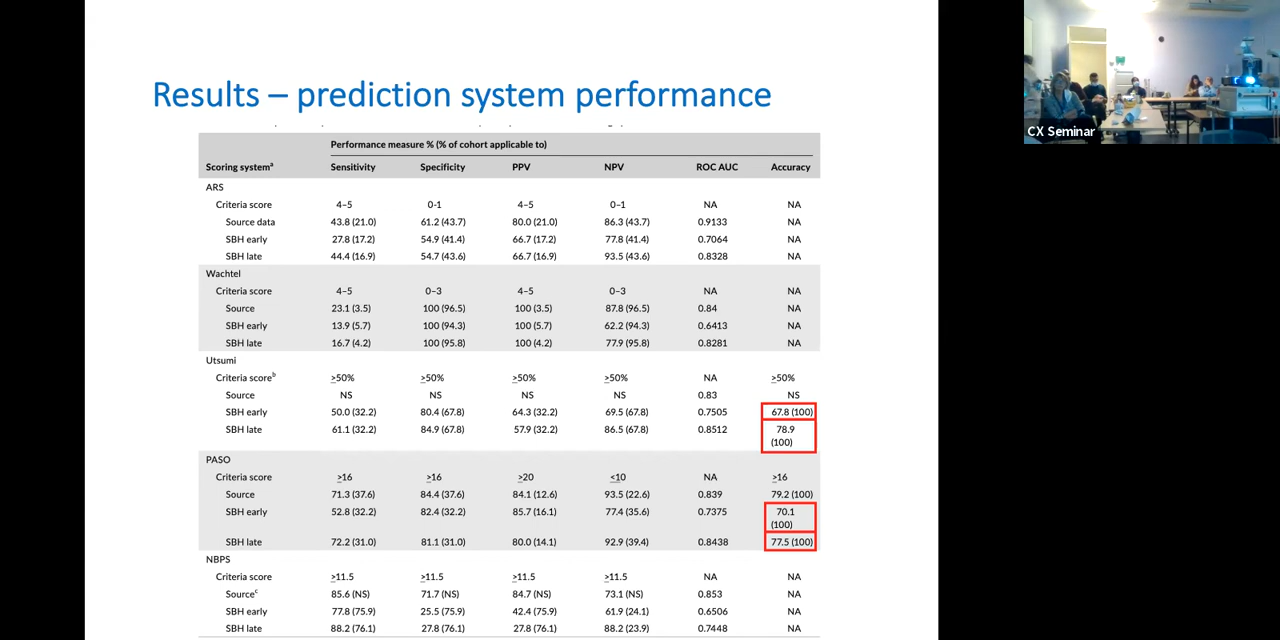 Results – prediction system performance
CX Seminar
Performance measure % (% of cohort applicable to)
Scoring systemᵃ Sensitivity Specificity PPV NPV ROC AUC Accuracy
ARS
Criteria score 4–5 0-1 4–5 0–1 NA NA
Source data 43.8 (21.0) 61.2 (43.7) 80.0 (21.0) 86.3 (43.7) 0.9133 NA
SBH early 27.8 (17.2) 54.9 (41.4) 66.7 (17.2) 77.8 (41.4) 0.7064 NA
SBH late 44.4 (16.9) 54.7 (43.6) 66.7 (16.9) 93.5 (43.6) 0.8328 NA
Wachtel
Criteria score 4–5 0–3 4–5 0–3 NA NA
Source 23.1 (3.5) 100 (96.5) 100 (3.5) 87.8 (96.5) 0.84 NA
SBH early 13.9 (5.7) 100 (94.3) 100 (5.7) 62.2 (94.3) 0.6413 NA
SBH late 16.7 (4.2) 100 (95.8) 100 (4.2) 77.9 (95.8) 0.8281 NA
Utsumi
Criteria scoreᵇ ≥50% ≥50% ≥50% ≥50% NA ≥50%
Source NS NS NS NS 0.83 NS
SBH early 50.0 (32.2) 80.4 (67.8) 64.3 (32.2) 69.5 (67.8) 0.7505 67.8 (100)
SBH late 61.1 (32.2) 84.9 (67.8) 57.9 (32.2) 86.5 (67.8) 0.8512 78.9
(100)
PASO
Criteria score ≥16 ≥16 ≥20 <10 NA ≥16
Source 71.3 (37.6) 84.4 (37.6) 84.1 (12.6) 93.5 (22.6) 0.839 79.2 (100)
SBH early 52.8 (32.2) 82.4 (32.2) 85.7 (16.1) 77.4 (35.6) 0.7375 70.1
(100)
SBH late 72.2 (31.0) 81.1 (31.0) 80.0 (14.1) 92.9 (39.4) 0.8438 77.5 (100)
NBPS
Criteria score ≥11.5 ≥11.5 ≥11.5 ≥11.5 NA NA
Sourceᶜ 85.6 (NS) 71.7 (NS) 84.7 (NS) 73.1 (NS) 0.853 NA
SBH early 77.8 (75.9) 25.5 (75.9) 42.4 (75.9) 61.9 (24.1) 0.6506 NA
SBH late 88.2 (76.1) 27.8 (76.1) 27.8 (76.1) 88.2 (23.9) 0.7448 NA